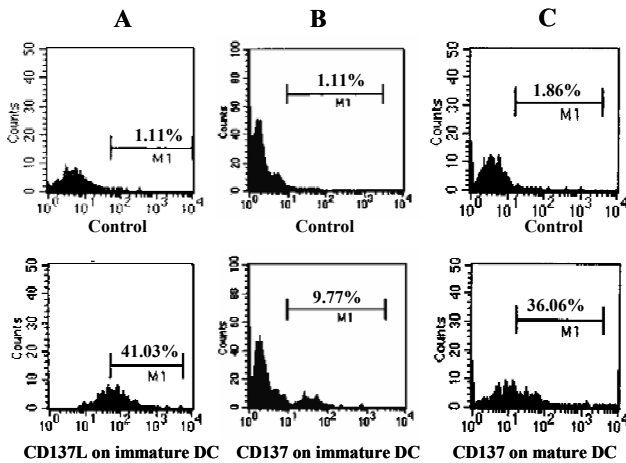 A B C
50 40 30 20 10 0
Counts
1.11%
M1
10^0 10^1 10^2 10^3 10^4
Control
100 80 60 40 20 0
Counts
1.11%
M1
10^0 10^1 10^2 10^3 10^4
Control
50 40 30 20 10 0
Counts
1.86%
M1
10^0 10^1 10^2 10^3 10^4
Control
50 40 30 20 10 0
Counts
41.03%
M1
10^0 10^1 10^2 10^3 10^4
CD137L on immature DC
100 80 60 40 20 0
Counts
9.77%
M1
10^0 10^1 10^2 10^3 10^4
CD137 on immature DC
50 40 30 20 10 0
Counts
36.06%
M1
10^0 10^1 10^2 10^3 10^4
CD137 on mature DC